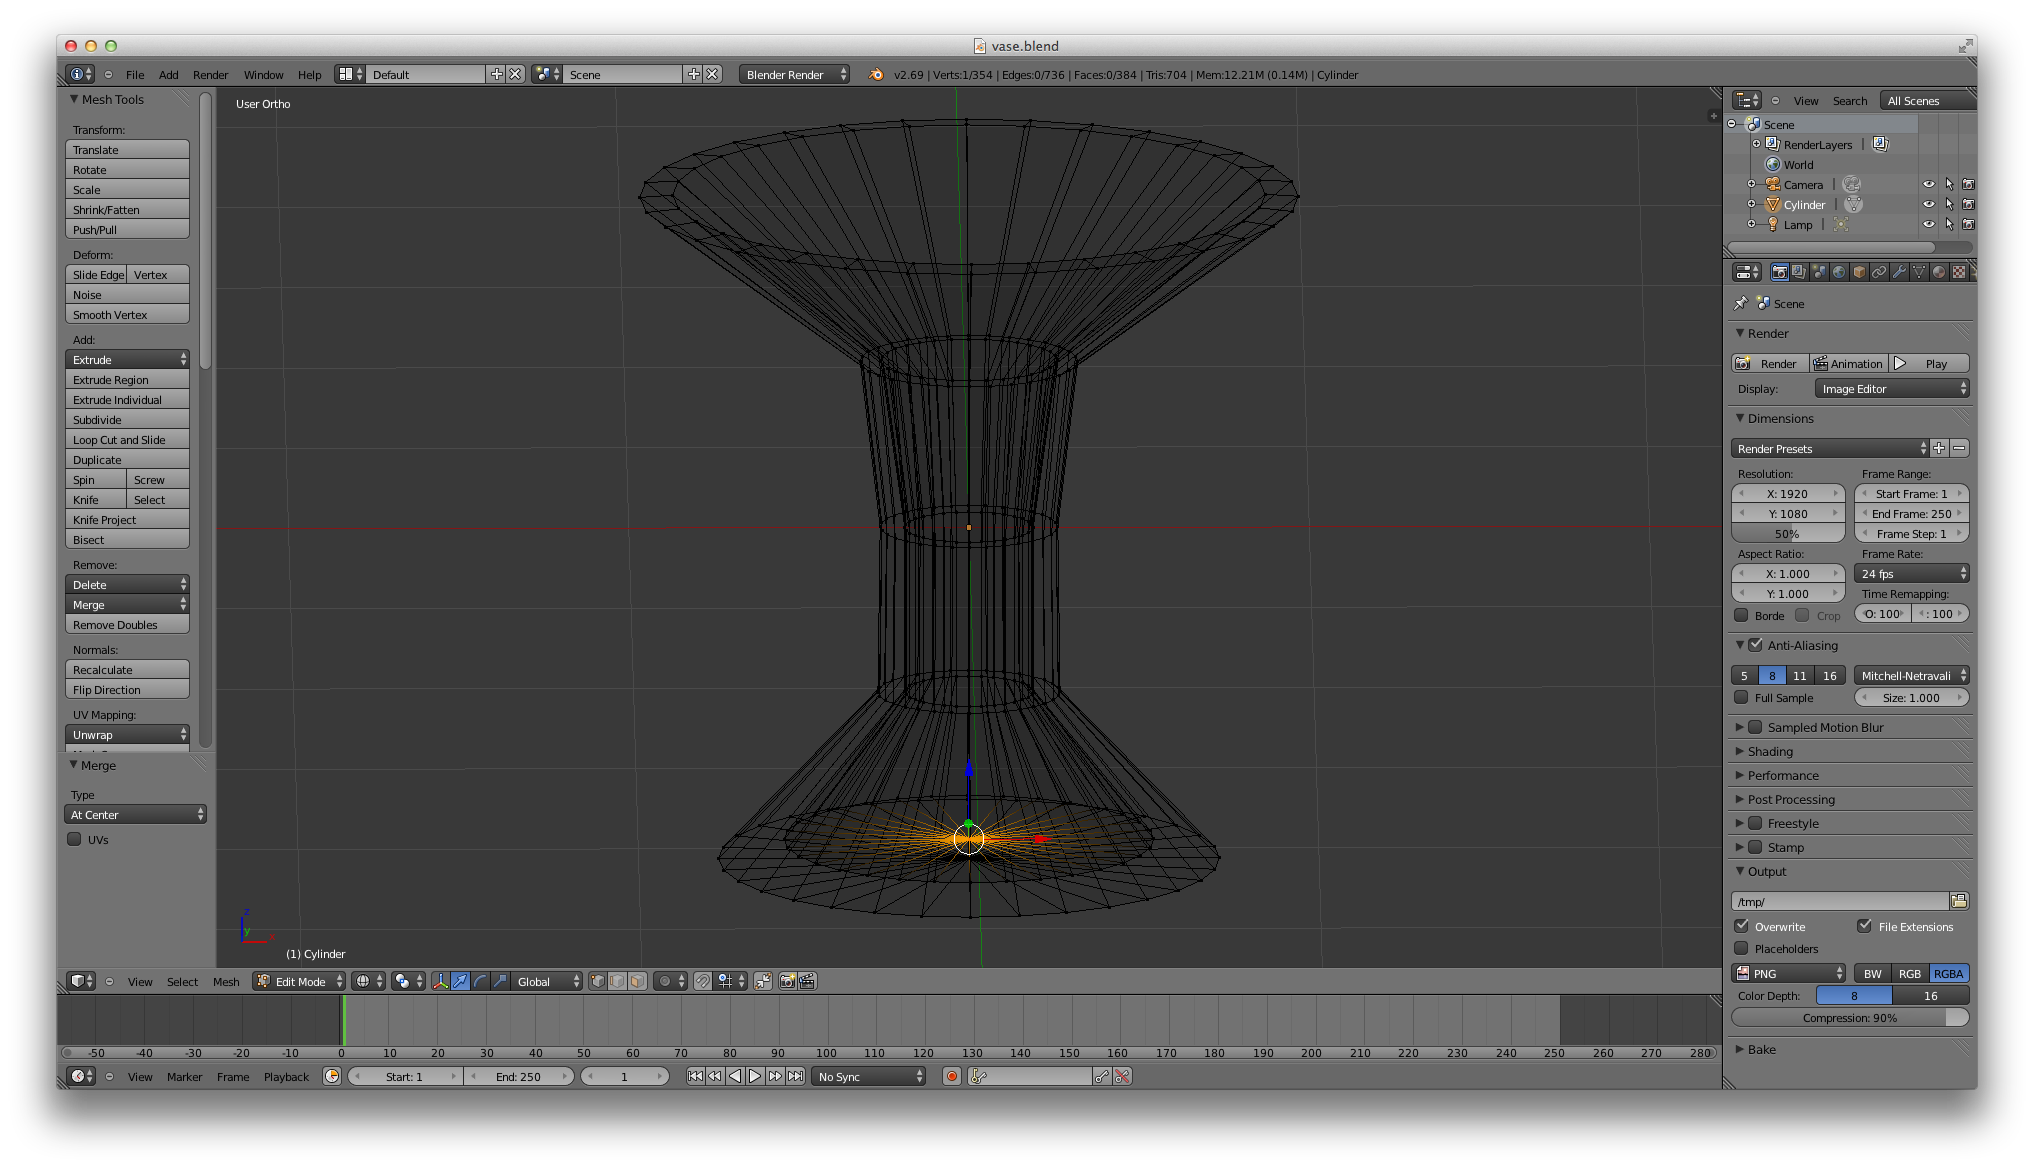 vase.blend
File Add Render Window Help Default Scene Blender Render v2.69 | Verts:1/354 | Edges:0/736 | Faces:0/384 | Tris:704 | Mem:12.21M (0.14M) | Cylinder
Mesh Tools
Transform:
Translate
Rotate
Scale
Shrink/Fatten
Push/Pull
Deform:
Slide Edge Vertex
Noise
Smooth Vertex
Add:
Extrude
Extrude Region
Extrude Individual
Subdivide
Loop Cut and Slide
Duplicate
Spin Screw
Knife Select
Knife Project
Bisect
Remove:
Delete
Merge
Remove Doubles
Normals:
Recalculate
Flip Direction
UV Mapping:
Unwrap
Merge
Type
At Center
UVs
User Ortho
z
y
x
(1) Cylinder
View Select Mesh Edit Mode Global
-50 -40 -30 -20 -10 0 10 20 30 40 50 60 70 80 90 100 110 120 130 140 150 160 170 180 190 200 210 220 230 240 250 260 270 280
View Marker Frame Playback Start: 1 End: 250 1 No Sync
View Search All Scenes
Scene
RenderLayers |
World
Camera |
Cylinder |
Lamp |
Scene
Render
Render Animation Play
Display: Image Editor
Dimensions
Render Presets
Resolution: Frame Range:
X: 1920 Start Frame: 1
Y: 1080 End Frame: 250
50% Frame Step: 1
Aspect Ratio: Frame Rate:
X: 1.000 24 fps
Y: 1.000 Time Remapping:
Borde Crop O: 100 : 100
Anti-Aliasing
5 8 11 16 Mitchell-Netravali
Full Sample Size: 1.000
Sampled Motion Blur
Shading
Performance
Post Processing
Freestyle
Stamp
Output
/tmp/
Overwrite File Extensions
Placeholders
PNG BW RGB RGBA
Color Depth: 8 16
Compression: 90%
Bake